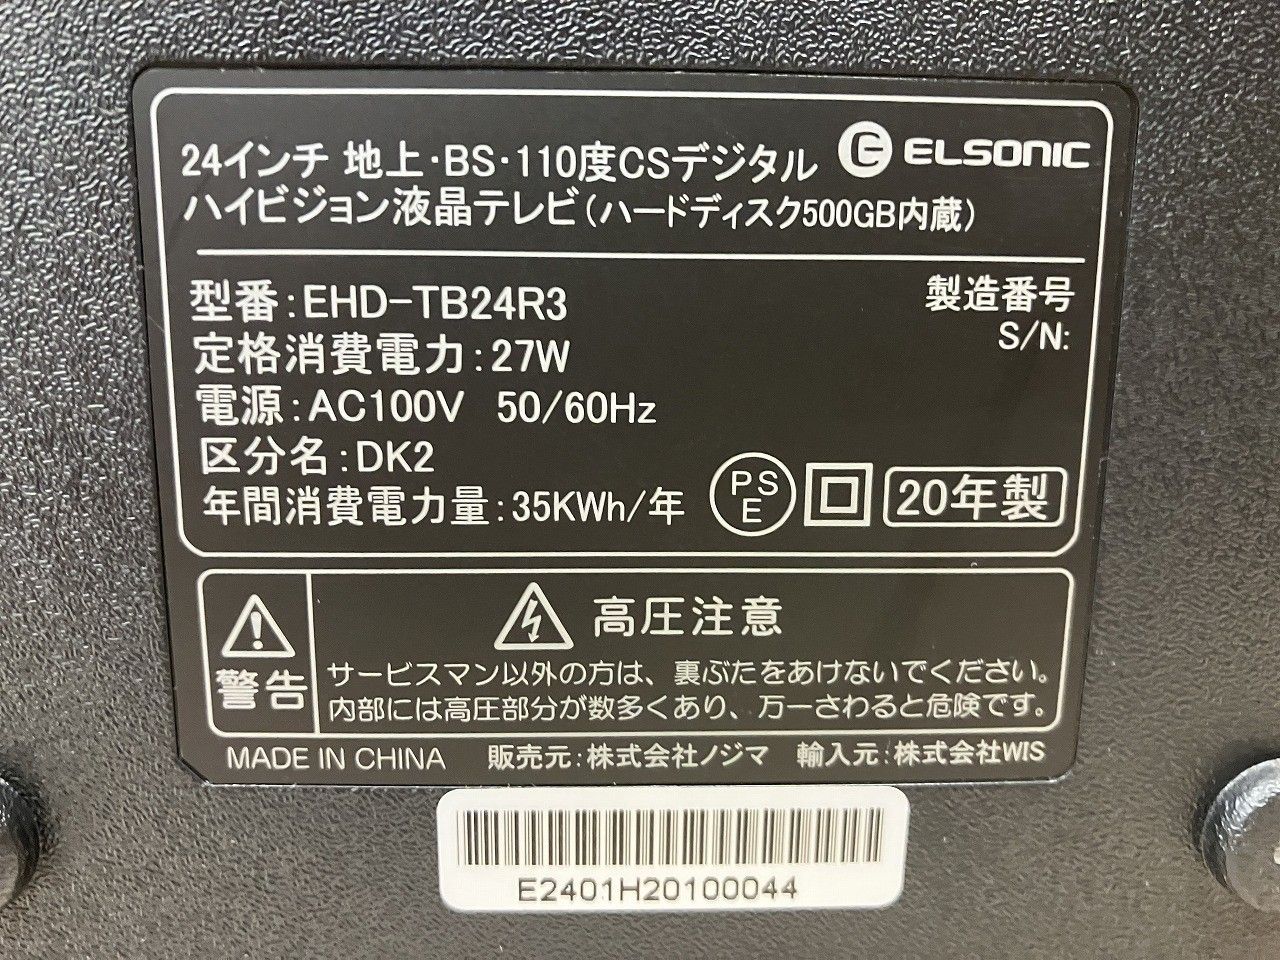 24インチ 地上・BS・110度CSデジタル
ハイビジョン液晶テレビ(ハードディスク500GB内蔵)
ELSONIC
型番:EHD-TB24R3
定格消費電力:27W
電源:AC100V 50/60Hz
区分名:DK2
年間消費電力量:35KWh/年
製造番号
S/N:
PS
E
20年製
警告
高圧注意
サービスマン以外の方は、裏ぶたをあけないでください。
内部には高圧部分が数多くあり、万一さわると危険です。
MADE IN CHINA 販売元:株式会社ノジマ 輸入元:株式会社WIS
E2401H20100044